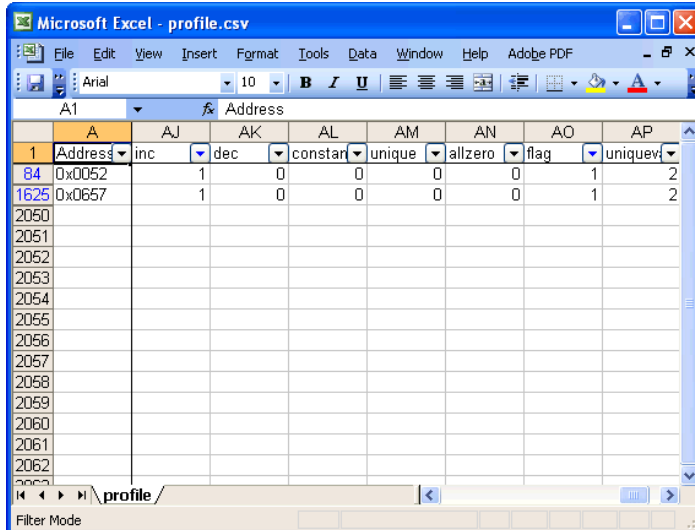 Microsoft Excel - profile.csv
File Edit View Insert Format Tools Data Window Help Adobe PDF
Arial 10 B I U A
A1 fx Address
A AJ AK AL AM AN AO AP
1 Address inc dec constan unique allzero flag uniquev
84 0x0052 1 0 0 0 0 1 2
1625 0x0657 1 0 0 0 0 1 2
2050
2051
2052
2053
2054
2055
2056
2057
2058
2059
2060
2061
2062
profile
Filter Mode